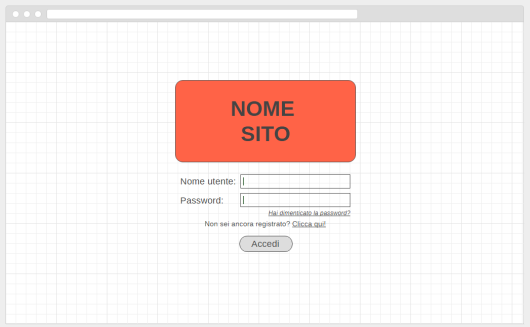 NOME
SITO
Nome utente:
Password:
Hai dimenticato la password?
Non sei ancora registrato? Clicca qui!
Accedi